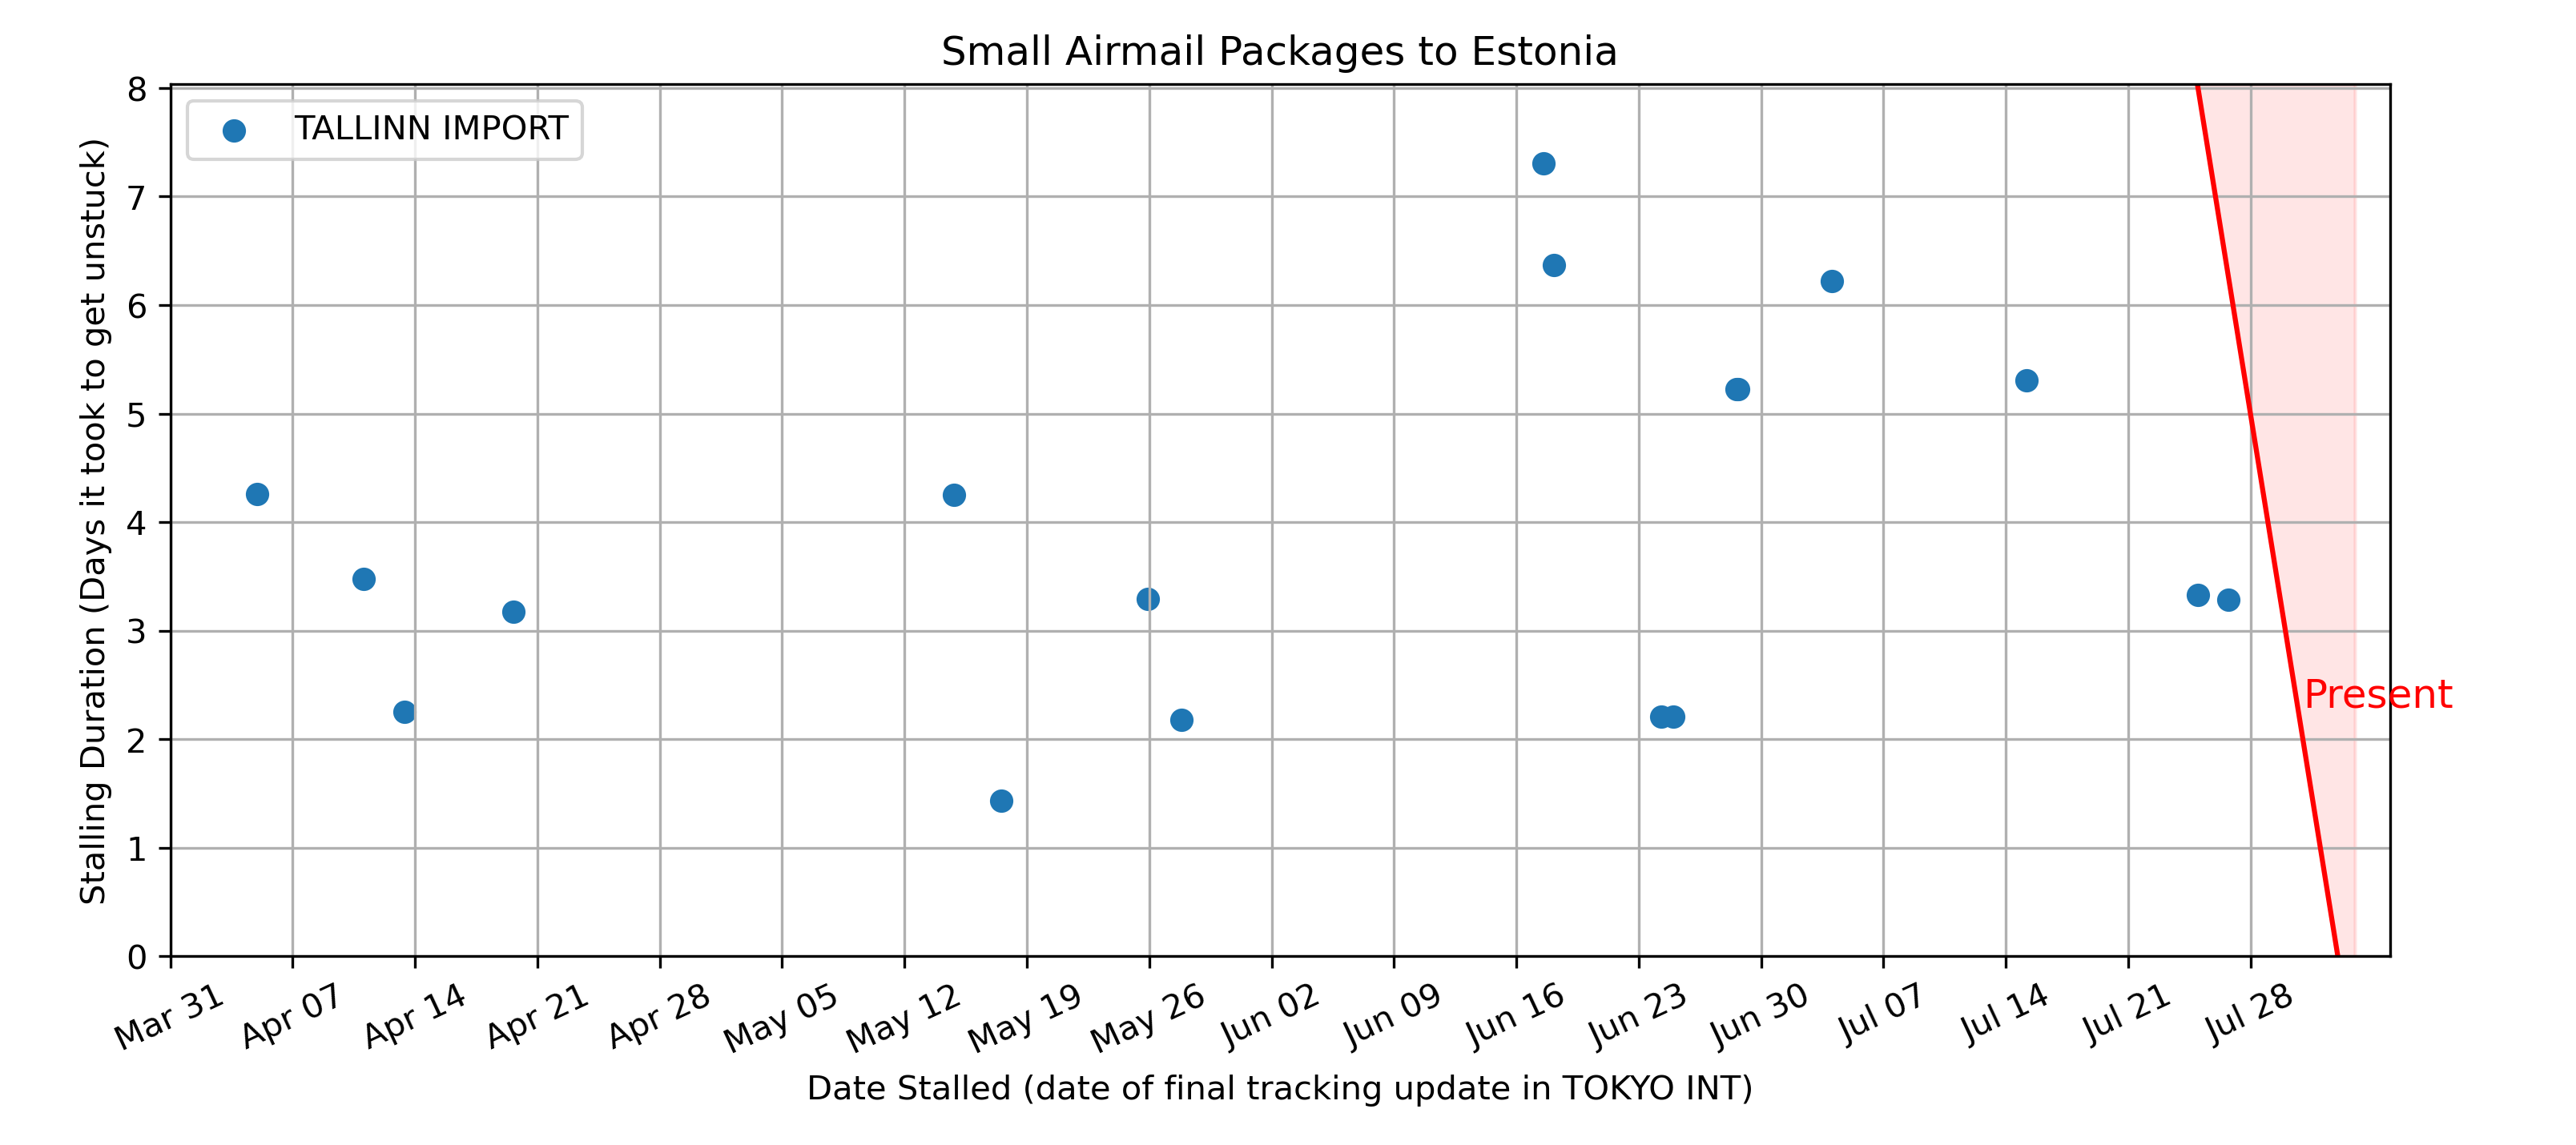 Small Airmail Packages to Estonia
TALLINN IMPORT
Stalling Duration (Days it took to get unstuck)
8
7
6
5
4
3
2
1
0
Present
Mar 31
Apr 07
Apr 14
Apr 21
Apr 28
May 05
May 12
May 19
May 26
Jun 02
Jun 09
Jun 16
Jun 23
Jun 30
Jul 07
Jul 14
Jul 21
Jul 28
Date Stalled (date of final tracking update in TOKYO INT)